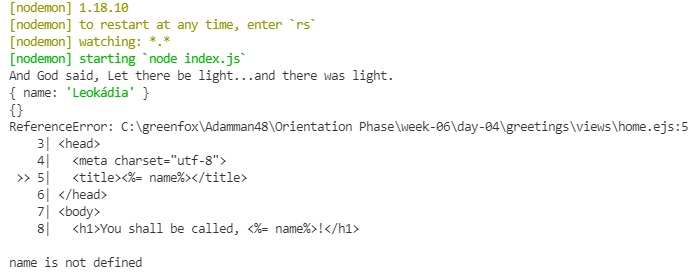 [nodemon] 1.18.10
[nodemon] to restart at any time, enter `rs`
[nodemon] watching: *.*
[nodemon] starting `node index.js`
And God said, Let there be light...and there was light.
{ name: 'Leokádia' }
{}
ReferenceError: C:\greenfox\Adamman48\Orientation Phase\week-06\day-04\greetings\views\home.ejs:5
    3| <head>
    4|   <meta charset="utf-8">
 >> 5|   <title><%= name%></title>
    6| </head>
    7| <body>
    8|   <h1>You shall be called, <%= name%>!</h1>

name is not defined